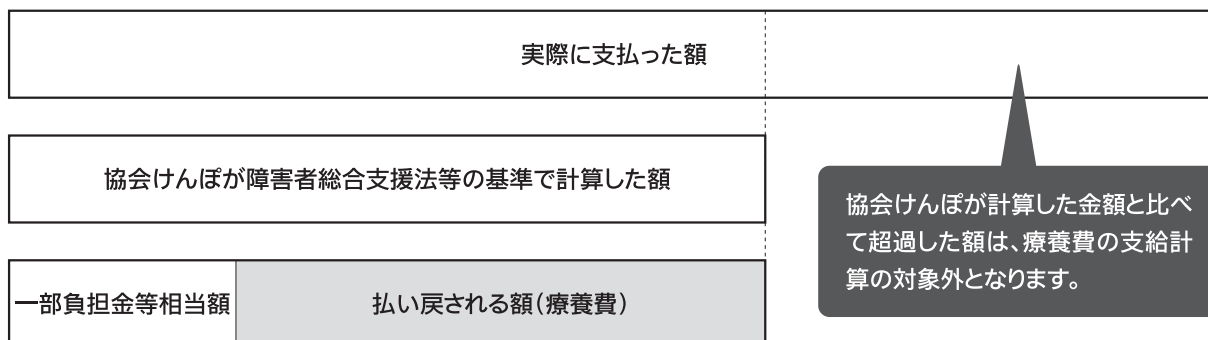 実際に支払った額
協会けんぽが障害者総合支援法等の基準で計算した額
協会けんぽが計算した金額と比べ
て超過した額は、療養費の支給計
算の対象外となります。
一部負担金等相当額
払い戻される額(療養費)